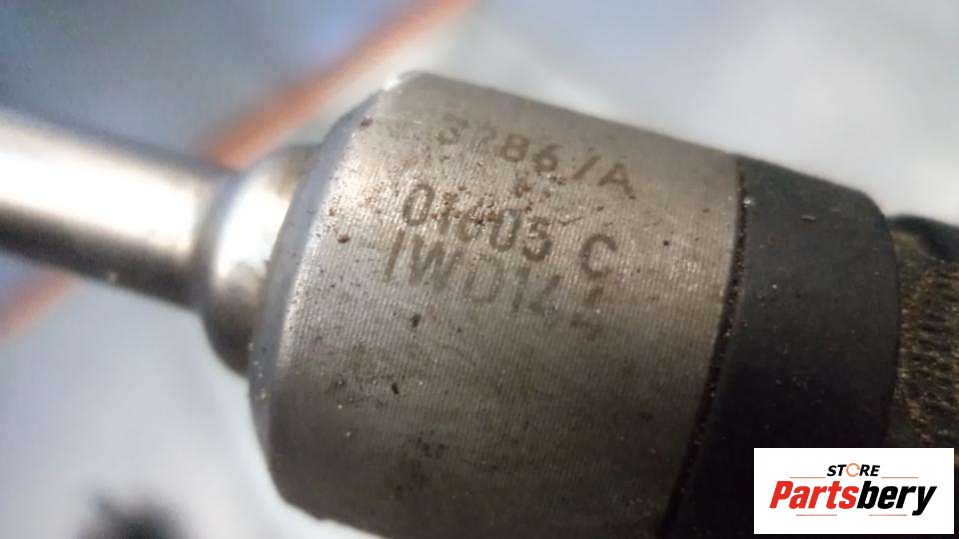 01605 C
IWD144
STORE
Partsbery